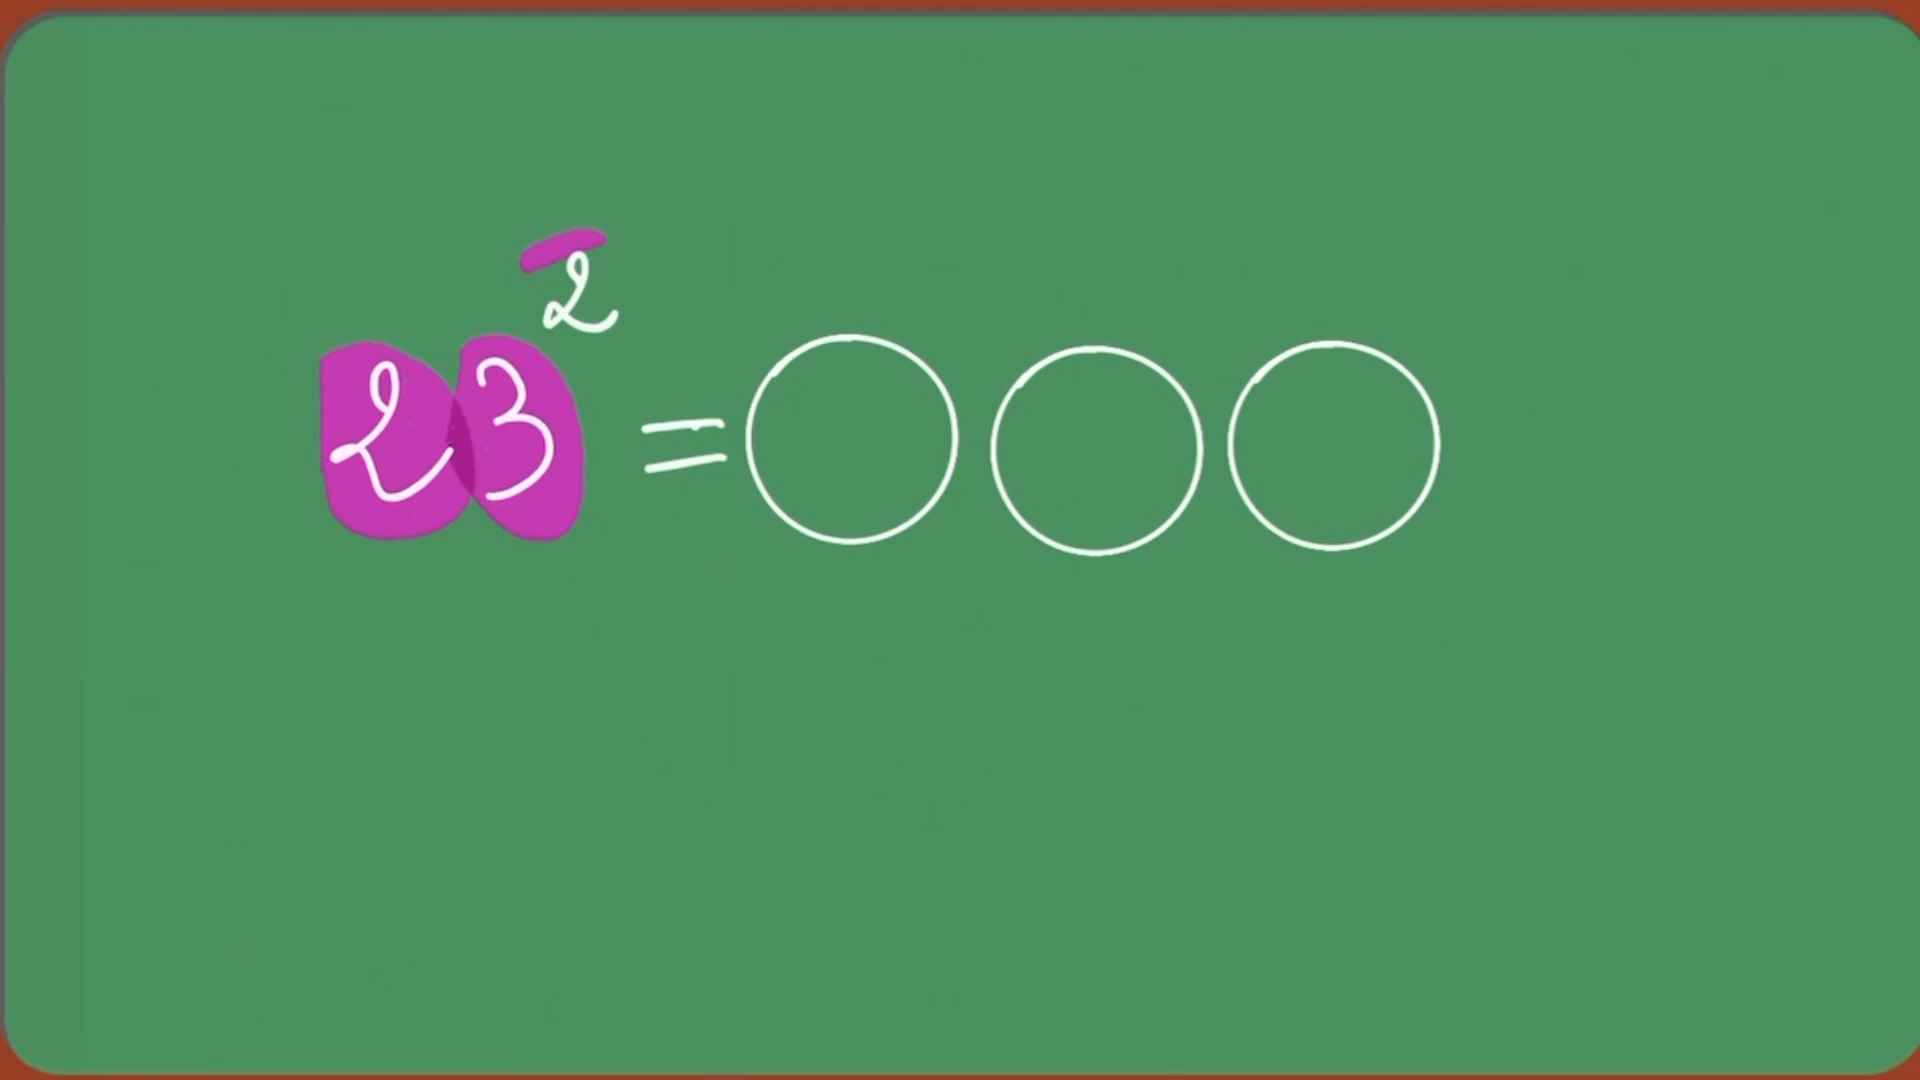 23² =